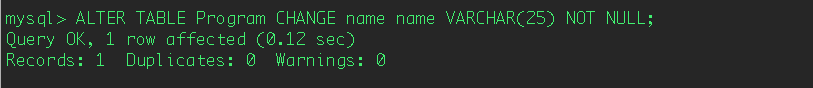 mysql> ALTER TABLE Program CHANGE name name VARCHAR(25) NOT NULL;
Query OK, 1 row affected (0.12 sec)
Records: 1  Duplicates: 0  Warnings: 0